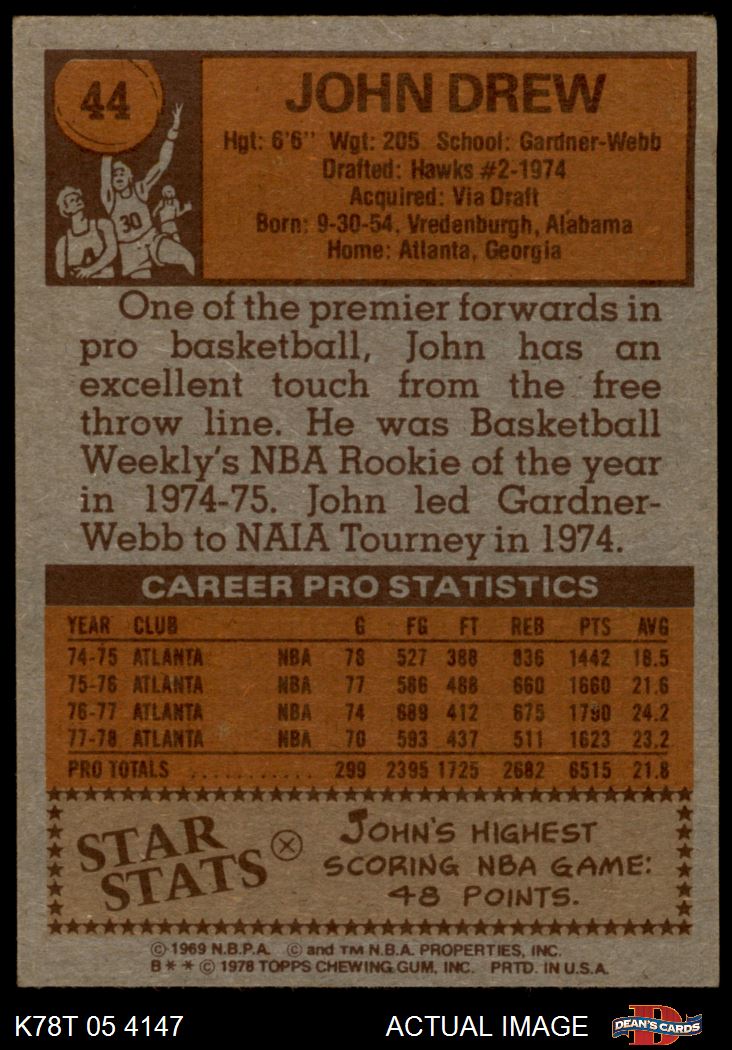 44
30
JOHN DREW
Hgt: 6'6" Wgt: 205 School: Gardner-Webb
Drafted: Hawks #2-1974
Acquired: Via Draft
Born: 9-30-54, Vredenburgh, Alabama
Home: Atlanta, Georgia
One of the premier forwards in
pro basketball, John has an
excellent touch from the free
throw line. He was Basketball
Weekly's NBA Rookie of the year
in 1974-75. John led Gardner-
Webb to NAIA Tourney in 1974.
CAREER PRO STATISTICS
YEAR CLUB G FG FT REB PTS AVG
74-75 ATLANTA NBA 78 527 388 836 1442 18.5
75-76 ATLANTA NBA 77 586 488 660 1660 21.6
76-77 ATLANTA NBA 74 689 412 675 1790 24.2
77-78 ATLANTA NBA 70 593 437 511 1623 23.2
PRO TOTALS ............ 299 2395 1725 2682 6515 21.8
STAR
STATS
JOHN'S HIGHEST
SCORING NBA GAME:
48 POINTS.
© 1969 N.B.P.A. © and TM N.B.A. PROPERTIES, INC.
B * * © 1978 TOPPS CHEWING GUM, INC. PRTD. IN U.S.A.
K78T 05 4147
ACTUAL IMAGE
D
DEAN'S CARDS